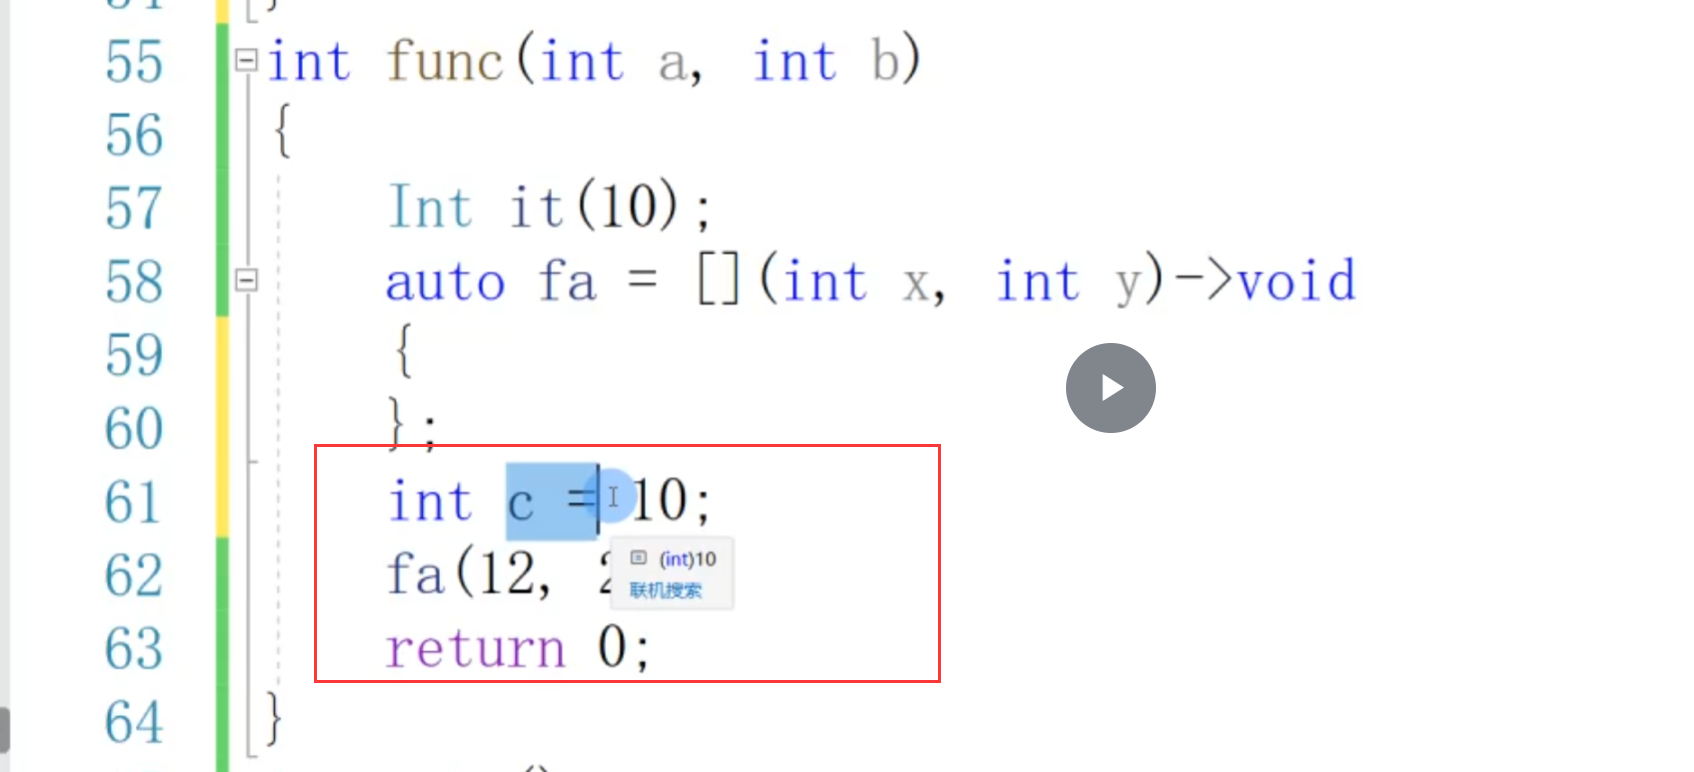 55 int func(int a, int b)
56 {
57 Int it(10);
58 auto fa = [](int x, int y)->void
59 {
60 };
61 int c = 10;
(int)10
联机搜索
62 fa(12, 2
63 return 0;
64 }